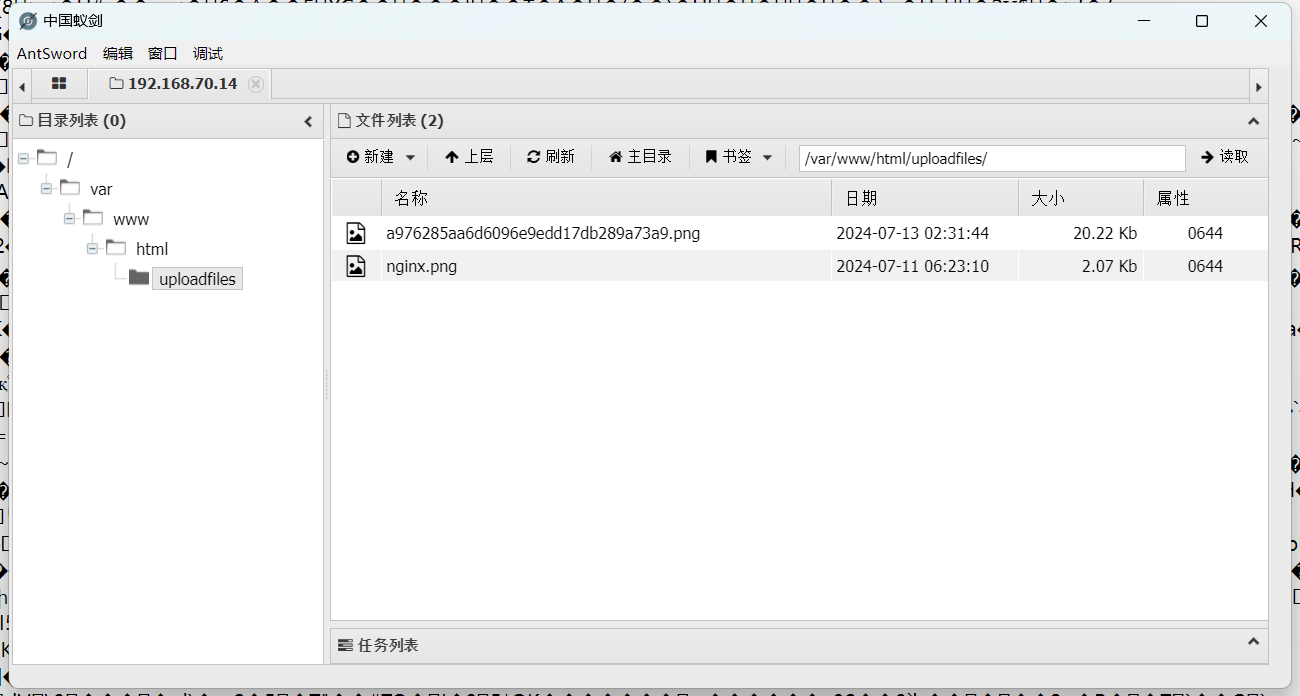 中国蚁剑
AntSword 编辑 窗口 调试
192.168.70.14
目录列表 (0)
文件列表 (2)
新建 上层 刷新 主目录 书签 /var/www/html/uploadfiles/ 读取
名称 日期 大小 属性
/
var
www
html
uploadfiles
a976285aa6d6096e9edd17db289a73a9.png 2024-07-13 02:31:44 20.22 Kb 0644
nginx.png 2024-07-11 06:23:10 2.07 Kb 0644
任务列表